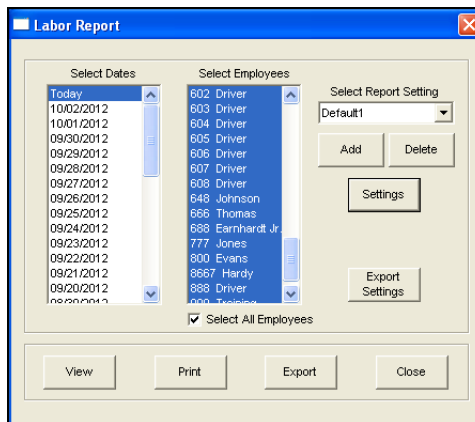 Labor Report
Select Dates
Today
10/02/2012
10/01/2012
09/30/2012
09/29/2012
09/28/2012
09/27/2012
09/26/2012
09/25/2012
09/24/2012
09/23/2012
09/22/2012
09/21/2012
09/20/2012
Select Employees
602 Driver
603 Driver
604 Driver
605 Driver
606 Driver
607 Driver
608 Driver
648 Johnson
666 Thomas
688 Earnhardt Jr.
777 Jones
800 Evans
8667 Hardy
888 Driver
999 Training
Select All Employees
Select Report Setting
Default1
Add
Delete
Settings
Export
Settings
View
Print
Export
Close